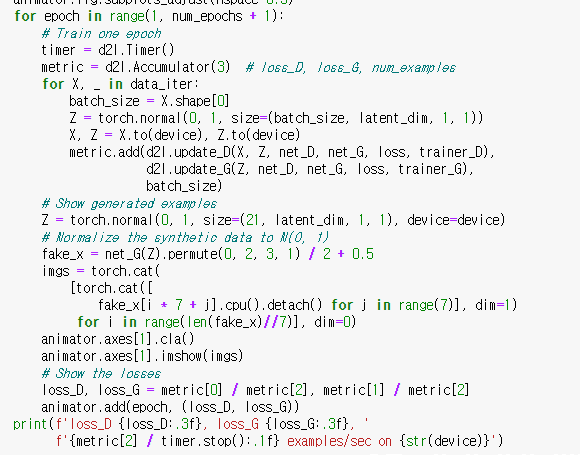 for epoch in range(1, num_epochs + 1):
# Train one epoch
timer = d2l.Timer()
metric = d2l.Accumulator(3)  # loss_D, loss_G, num_examples
for X, _ in data_iter:
batch_size = X.shape[0]
Z = torch.normal(0, 1, size=(batch_size, latent_dim, 1, 1))
X, Z = X.to(device), Z.to(device)
metric.add(d2l.update_D(X, Z, net_D, net_G, loss, trainer_D),
d2l.update_G(Z, net_D, net_G, loss, trainer_G),
batch_size)
# Show generated examples
Z = torch.normal(0, 1, size=(21, latent_dim, 1, 1), device=device)
# Normalize the synthetic data to N(0, 1)
fake_x = net_G(Z).permute(0, 2, 3, 1) / 2 + 0.5
imgs = torch.cat(
[torch.cat([
fake_x[i * 7 + j].cpu().detach() for j in range(7)], dim=1)
for i in range(len(fake_x)//7)], dim=0)
animator.axes[1].cla()
animator.axes[1].imshow(imgs)
# Show the losses
loss_D, loss_G = metric[0] / metric[2], metric[1] / metric[2]
animator.add(epoch, (loss_D, loss_G))
print(f'loss_D {loss_D:.3f}, loss_G {loss_G:.3f}, '
f'{metric[2] / timer.stop():.1f} examples/sec on {str(device)}')